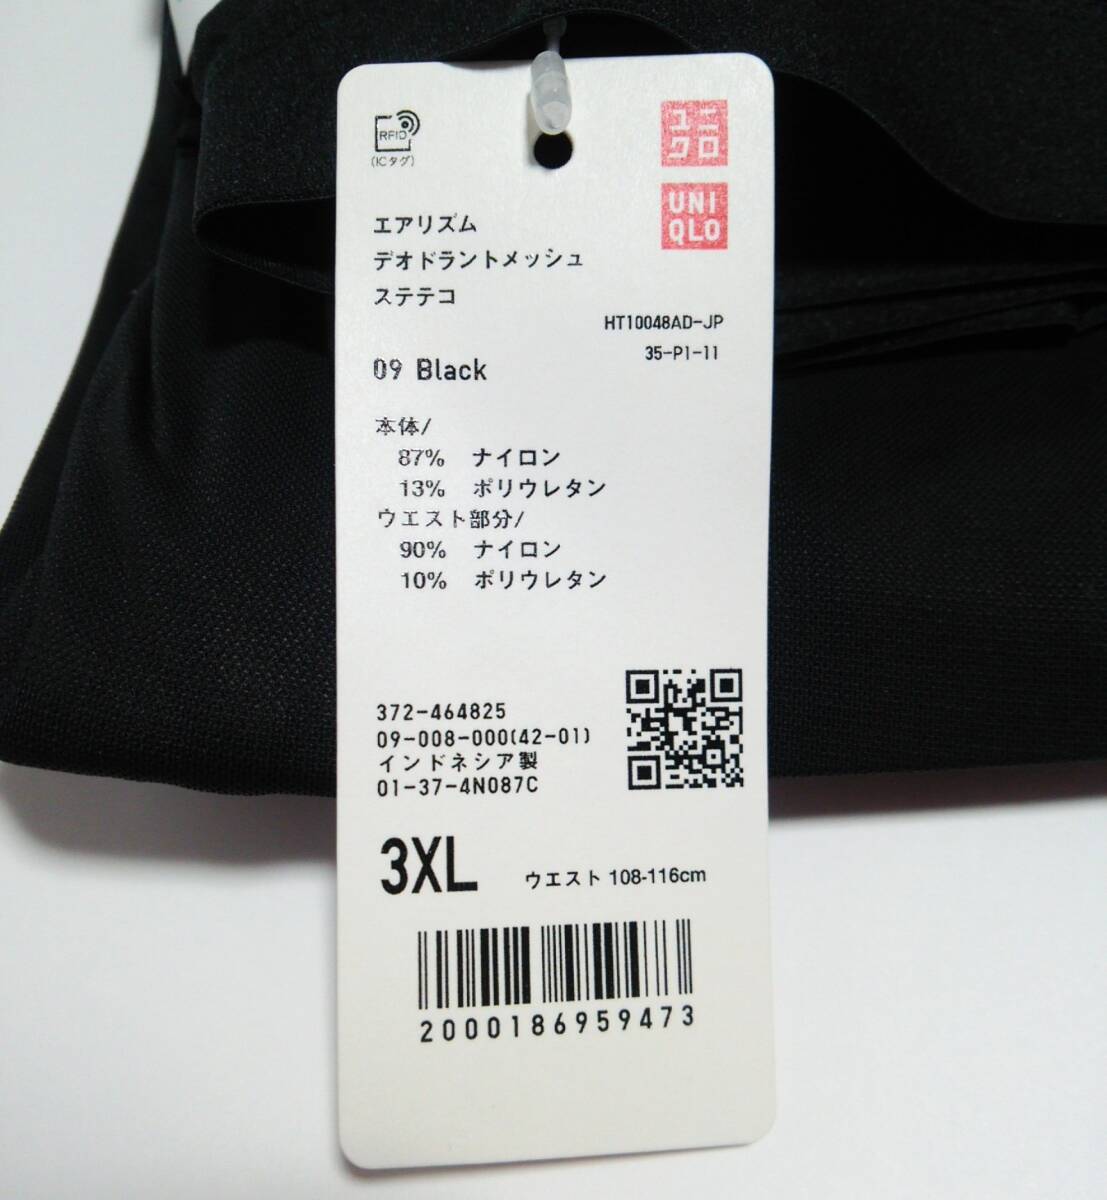 RFID
(ICタグ)
ユニ
クロ
UNI
QLO
エアリズム
デオドラントメッシュ
ステテコ
HT10048AD-JP
35-P1-11
09 Black
本体/
87% ナイロン
13% ポリウレタン
ウエスト部分/
90% ナイロン
10% ポリウレタン
372-464825
09-008-000(42-01)
インドネシア製
01-37-4N087C
3XL ウエスト 108-116cm
2000186959473